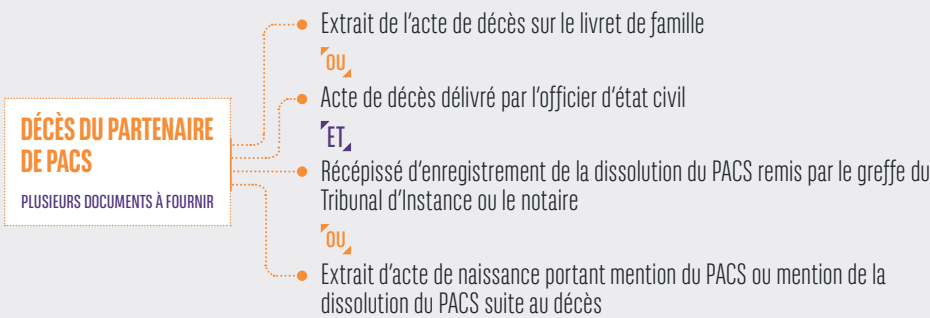 Extrait de l'acte de décès sur le livret de famille
OU
Acte de décès délivré par l'officier d'état civil
DÉCÈS DU PARTENAIRE
DE PACS
PLUSIEURS DOCUMENTS À FOURNIR
ET
Récépissé d'enregistrement de la dissolution du PACS remis par le greffe du
Tribunal d'Instance ou le notaire
OU
Extrait d'acte de naissance portant mention du PACS ou mention de la
dissolution du PACS suite au décès